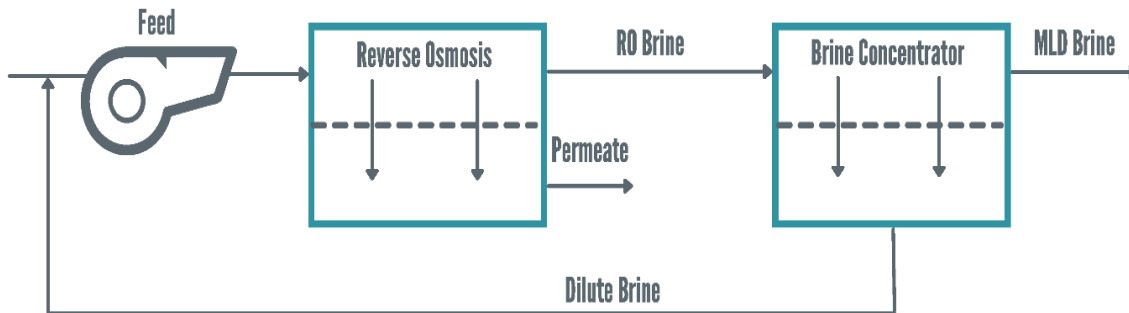 Feed
Reverse Osmosis
RO Brine
Brine Concentrator
MLD Brine
Permeate
Dilute Brine